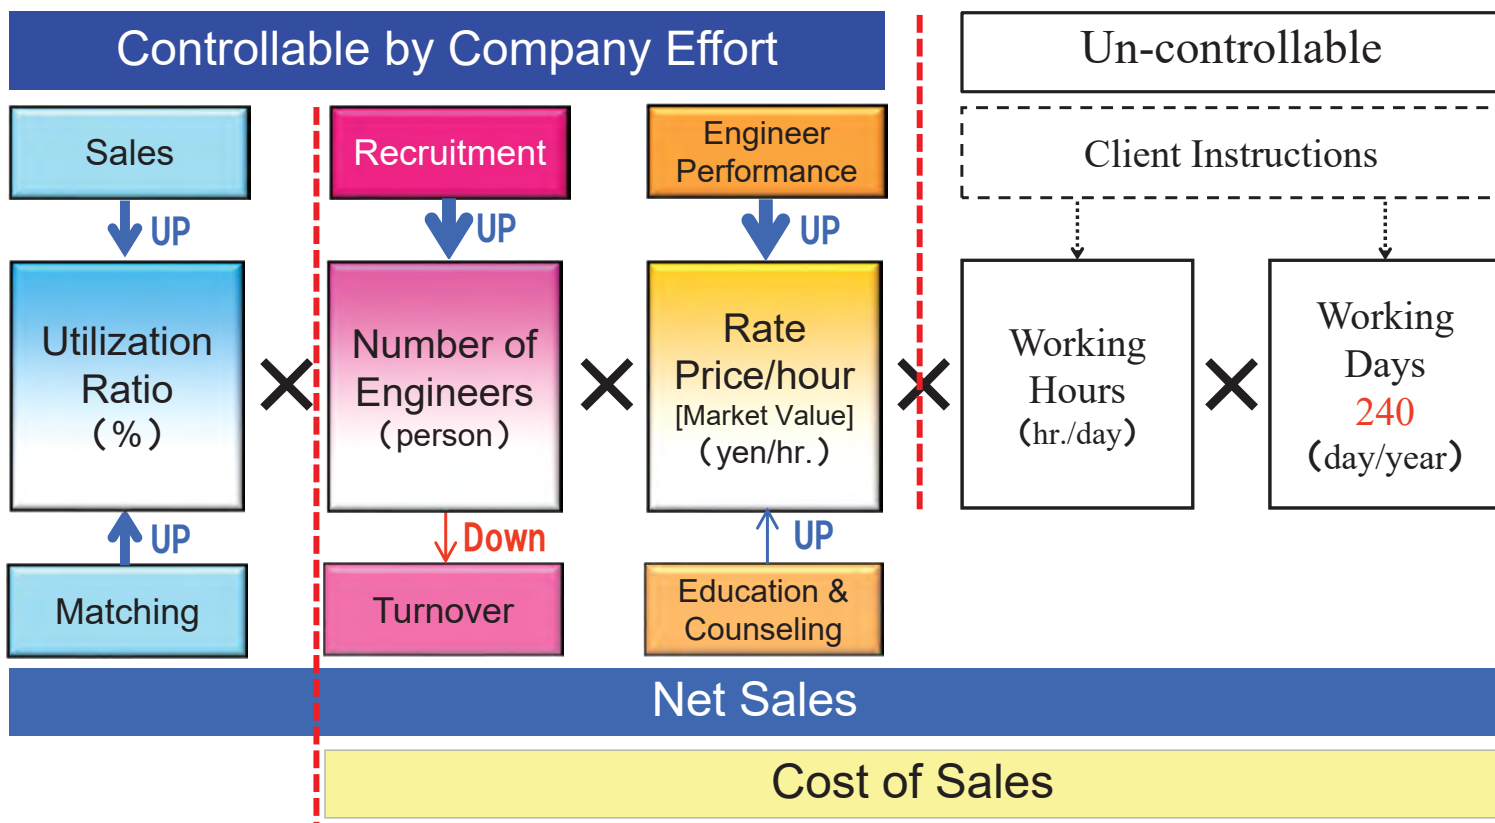 Controllable by Company Effort
Un-controllable
Sales
Recruitment
Engineer
Performance
Client Instructions
UP
UP
UP
Utilization
Ratio
(%)
×
Number of
Engineers
(person)
×
Rate
Price/hour
[Market Value]
(yen/hr.)
×
Working
Hours
(hr./day)
×
Working
Days
240
(day/year)
UP
Down
UP
Matching
Turnover
Education &
Counseling
Net Sales
Cost of Sales